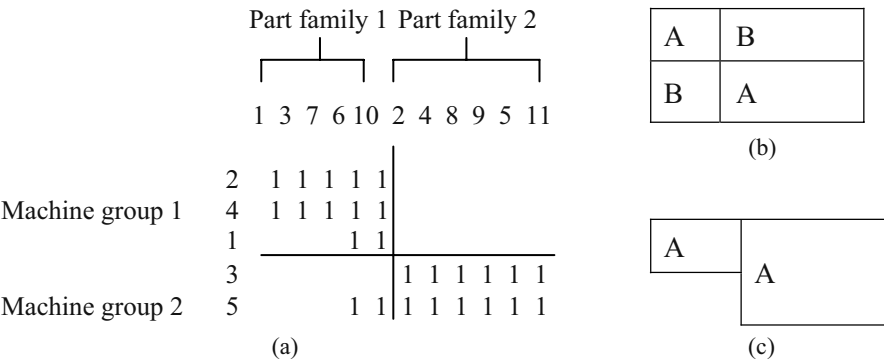 Part family 1 Part family 2
1 3 7 6 10 2 4 8 9 5 11
2 1 1 1 1 1
Machine group 1 4 1 1 1 1 1
1 1 1
3 1 1 1 1 1 1
Machine group 2 5 1 1 1 1 1 1 1 1
(a)
A B
B A
(b)
A
A
(c)